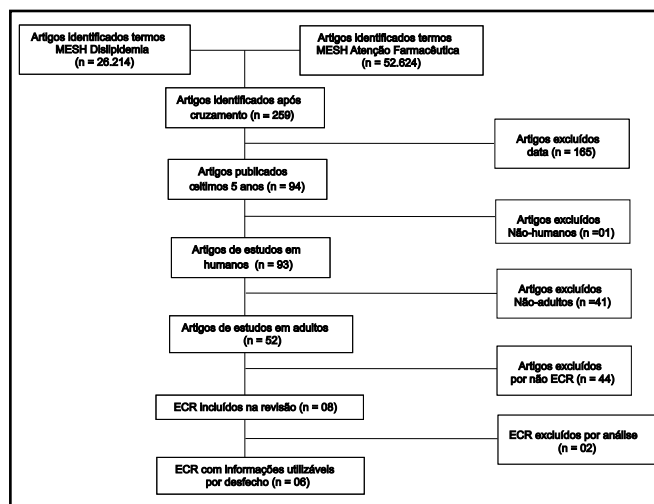 Artigos identificados termos
MESH Dislipidemia
(n = 26.214)
Artigos identificados termos
MESH Atenção Farmacêutica
(n = 52.624)
Artigos identificados após
cruzamento (n = 259)
Artigos excluídos
data (n = 165)
Artigos publicados
œltimos 5 anos (n = 94)
Artigos excluídos
Não-humanos (n =01)
Artigos de estudos em
humanos (n = 93)
Artigos excluídos
Não-adultos (n =41)
Artigos de estudos em adultos
(n = 52)
Artigos excluídos
por não ECR (n = 44)
ECR incluídos na revisão (n = 08)
ECR excluídos por análise
(n = 02)
ECR com informações utilizáveis
por desfecho (n = 06)